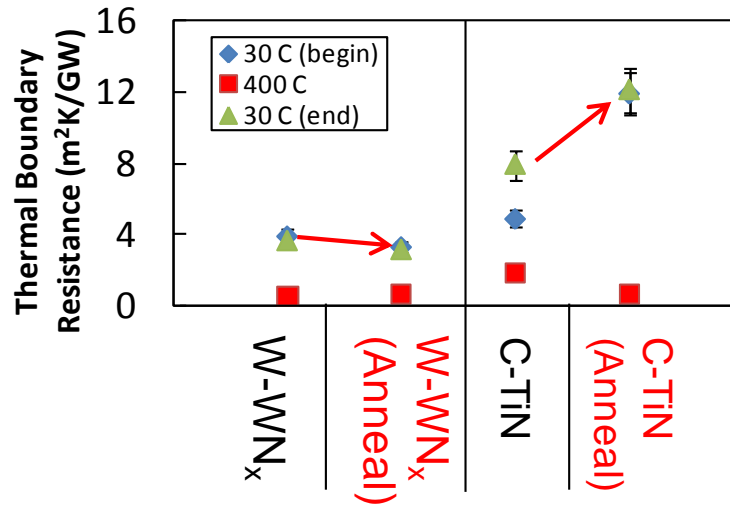 Thermal Boundary
Resistance (m²K/GW)
16
12
8
4
0
30 C (begin)
400 C
30 C (end)
W-WNₓ
W-WNₓ
(Anneal)
C-TiN
C-TiN
(Anneal)